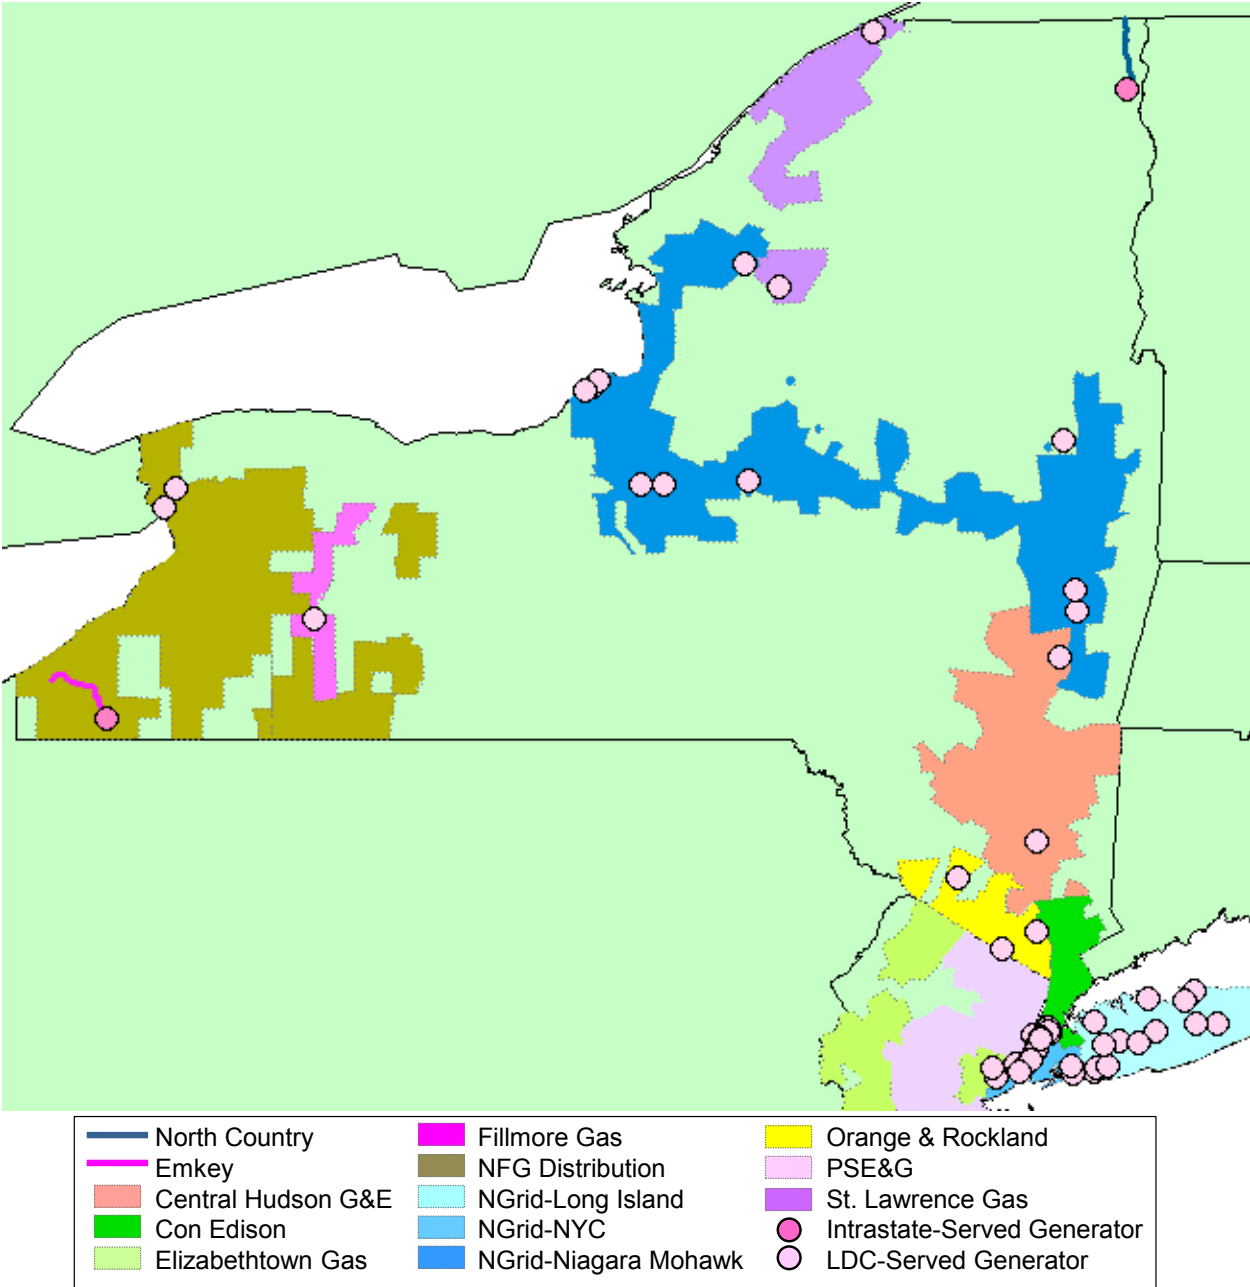 North Country
Emkey
Central Hudson G&E
Con Edison
Elizabethtown Gas
Fillmore Gas
NFG Distribution
NGrid-Long Island
NGrid-NYC
NGrid-Niagara Mohawk
Orange & Rockland
PSE&G
St. Lawrence Gas
Intrastate-Served Generator
LDC-Served Generator